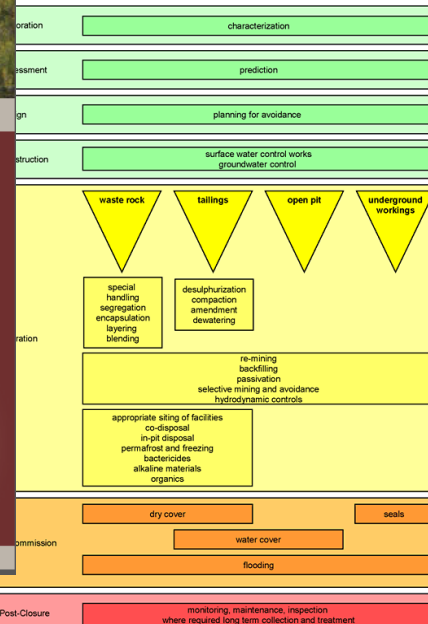 oration
characterization
essment
prediction
gn
planning for avoidance
struction
surface water control works
groundwater control
waste rock
tailings
open pit
underground
workings
special
handling
segregation
encapsulation
layering
blending
desulphurization
compaction
amendment
dewatering
ration
re-mining
backfilling
passivation
selective mining and avoidance
hydrodynamic controls
appropriate siting of facilities
co-disposal
in-pit disposal
permafrost and freezing
bactericides
alkaline materials
organics
dry cover
seals
ommission
water cover
flooding
Post-Closure
monitoring, maintenance, inspection
where required long term collection and treatment